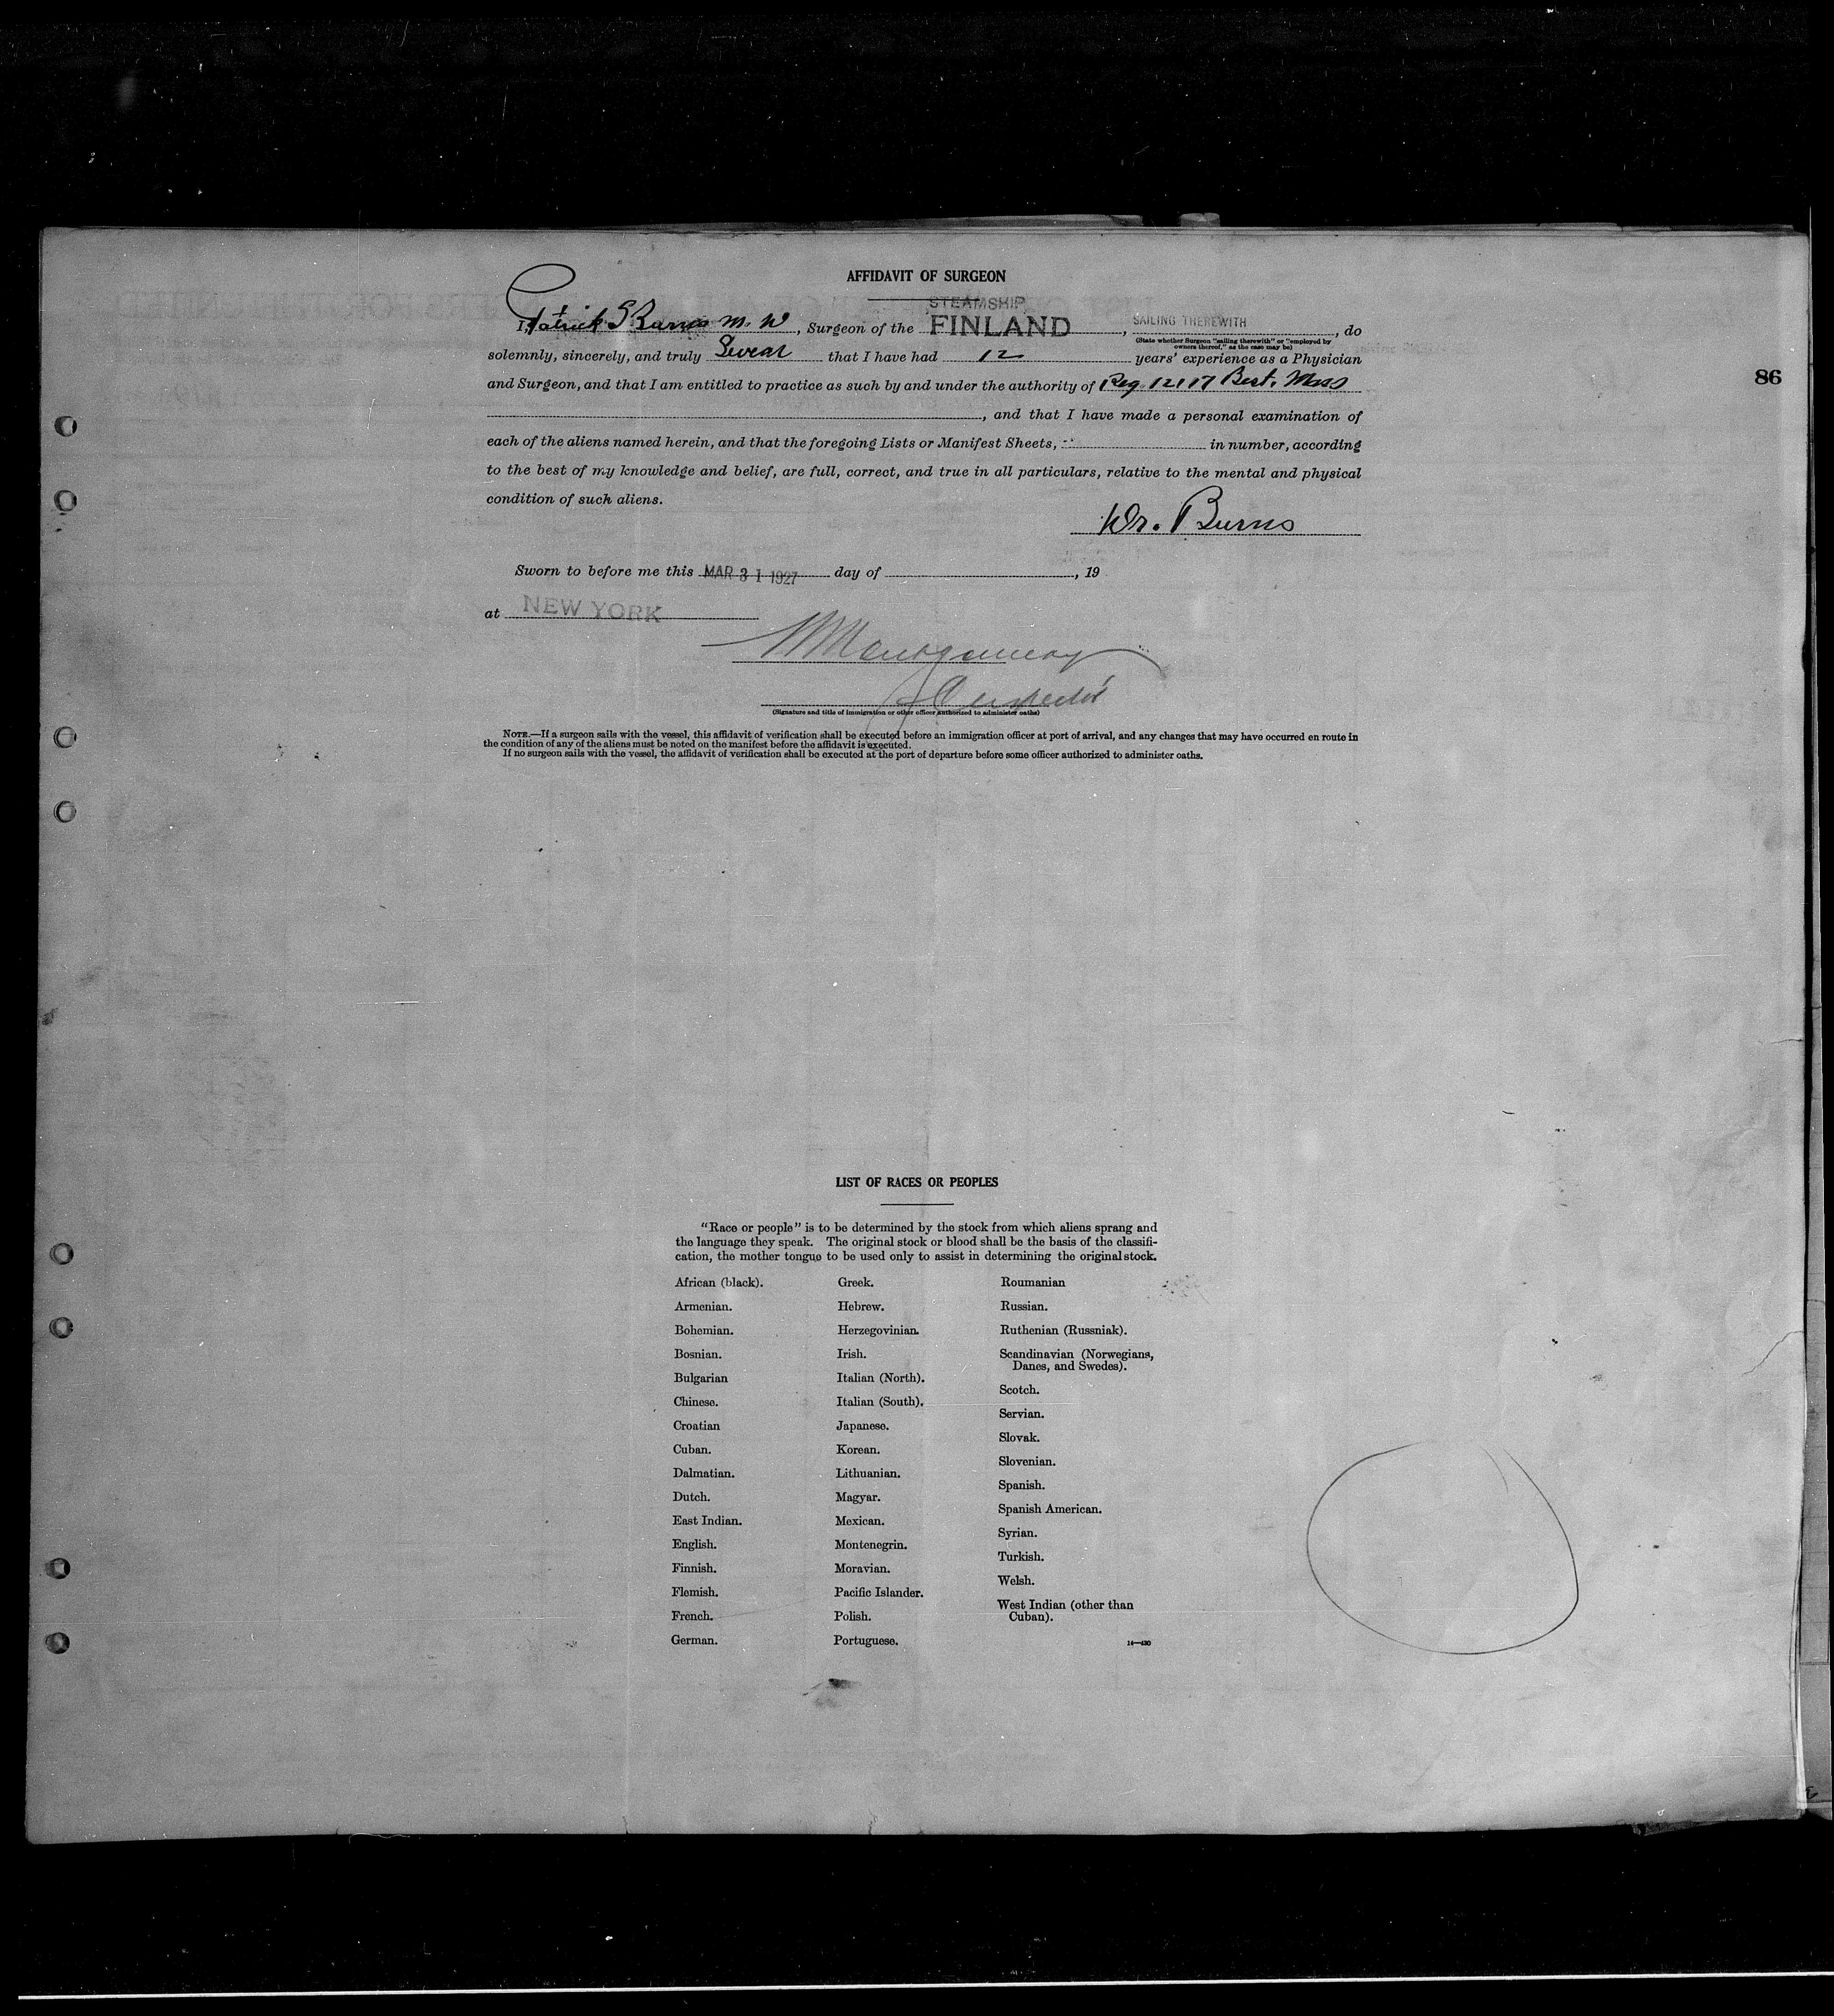 AFFIDAVIT OF SURGEON
STEAMSHIP
I, Patrick S Burns M. D, Surgeon of the FINLAND, SAILING THEREWITH, do
(State whether Surgeon "sailing therewith" or "employed by
owners thereof," as the case may be)
solemnly, sincerely, and truly Swear that I have had 12 years' experience as a Physician
and Surgeon, and that I am entitled to practice as such by and under the authority of Reg. 12117 Bost. Mass
86
, and that I have made a personal examination of
each of the aliens named herein, and that the foregoing Lists or Manifest Sheets, in number, according
to the best of my knowledge and belief, are full, correct, and true in all particulars, relative to the mental and physical
condition of such aliens.
Dr. Burns
Sworn to before me this MAR 31 1927 day of , 19
at NEW YORK
Montgomery
Inspector
(Signature and title of immigration or other officer authorized to administer oaths)
NOTE.—If a surgeon sails with the vessel, this affidavit of verification shall be executed before an immigration officer at port of arrival, and any changes that may have occurred en route in
the condition of any of the aliens must be noted on the manifest before the affidavit is executed.
If no surgeon sails with the vessel, the affidavit of verification shall be executed at the port of departure before some officer authorized to administer oaths.
LIST OF RACES OR PEOPLES
"Race or people" is to be determined by the stock from which aliens sprang and
the language they speak. The original stock or blood shall be the basis of the classifi-
cation, the mother tongue to be used only to assist in determining the original stock.
African (black).
Armenian.
Bohemian.
Bosnian.
Bulgarian
Chinese.
Croatian
Cuban.
Dalmatian.
Dutch.
East Indian.
English.
Finnish.
Flemish.
French.
German.
Greek.
Hebrew.
Herzegovinian.
Irish.
Italian (North).
Italian (South).
Japanese.
Korean.
Lithuanian.
Magyar.
Mexican.
Montenegrin.
Moravian.
Pacific Islander.
Polish.
Portuguese.
Roumanian
Russian.
Ruthenian (Russniak).
Scandinavian (Norwegians,
Danes, and Swedes).
Scotch.
Servian.
Slovak.
Slovenian.
Spanish.
Spanish American.
Syrian.
Turkish.
Welsh.
West Indian (other than
Cuban).
14—430